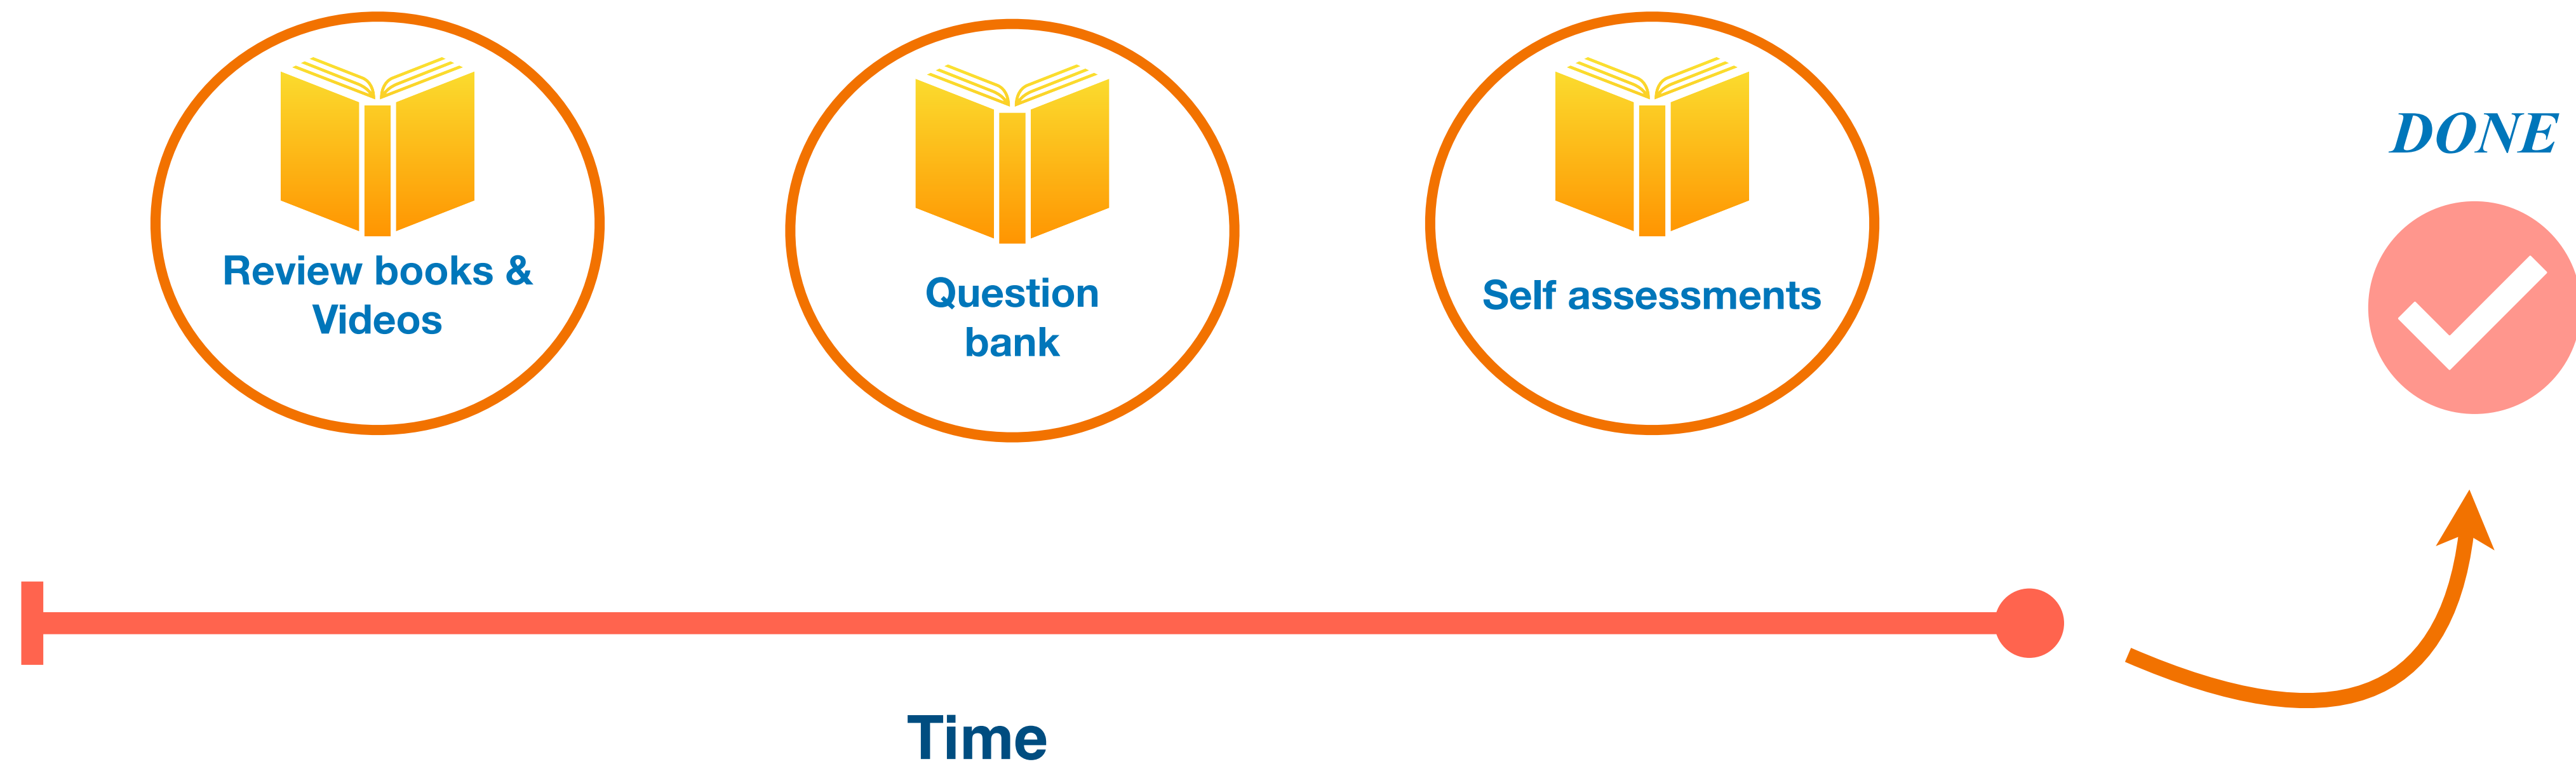 Review books &
Videos
Question
bank
Self assessments
DONE
Time